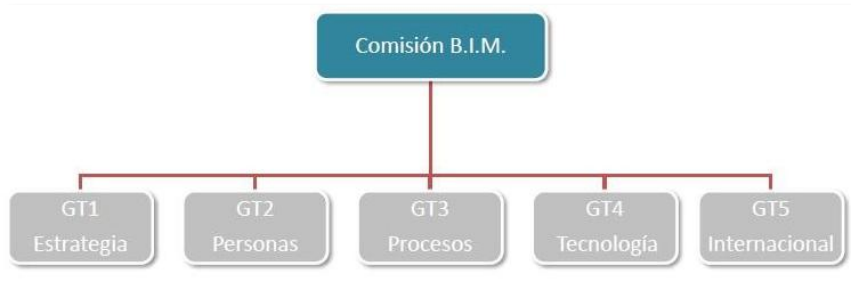 Comisión B.I.M.
GT1
Estrategia
GT2
Personas
GT3
Procesos
GT4
Tecnología
GT5
Internacional